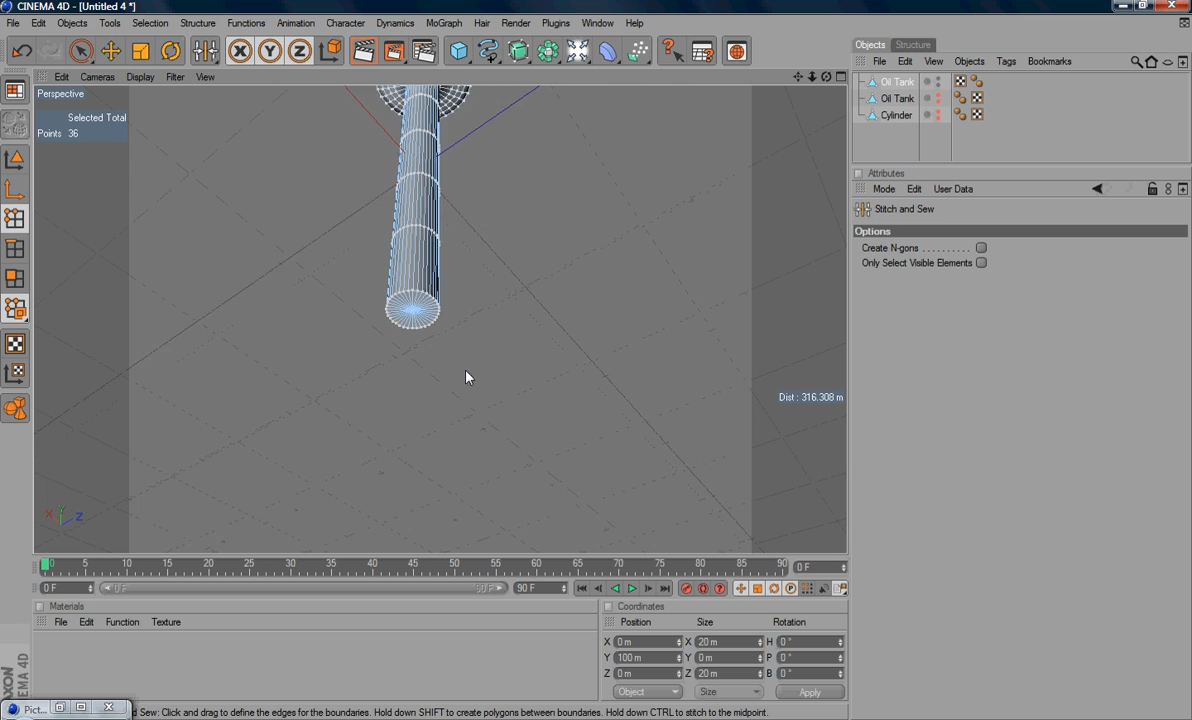 CINEMA 4D - [Untitled 4 *]
File Edit Objects Tools Selection Structure Functions Animation Character Dynamics MoGraph Hair Render Plugins Window Help
X Y Z
Objects Structure
File Edit View Objects Tags Bookmarks
Edit Cameras Display Filter View
Oil Tank
Oil Tank
Cylinder
Perspective
Selected Total
Points 36
Attributes
Mode Edit User Data
Stitch and Sew
Options
Create N-gons
Only Select Visible Elements
Dist : 316.308 m
X Y Z
0 5 10 15 20 25 30 35 40 45 50 55 60 65 70 75 80 85 90 0 F
0 F 0 F 90 F 90 F
Materials
File Edit Function Texture
Coordinates
Position Size Rotation
X 0 m X 20 m H 0 °
Y 100 m Y 0 m P 0 °
Z 0 m Z 20 m B 0 °
Object Size Apply
Pict...
d Sew: Click and drag to define the edges for the boundaries. Hold down SHIFT to create polygons between boundaries. Hold down CTRL to stitch to the midpoint.